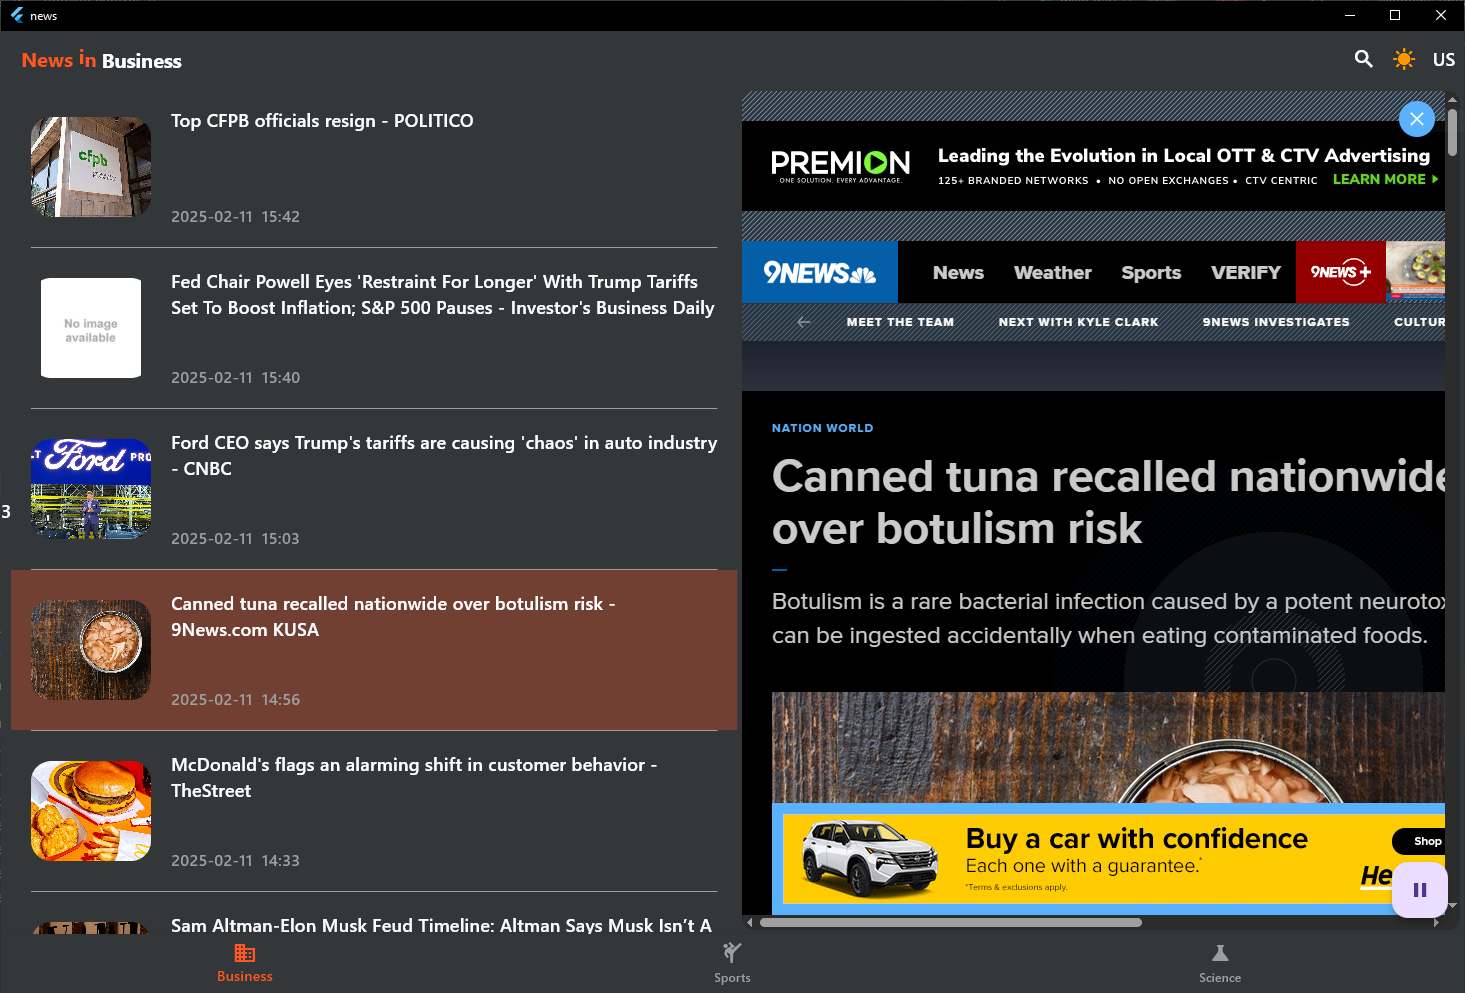 news
News in Business
US
Top CFPB officials resign - POLITICO
cfpb
2025-02-11 15:42
No image
available
Fed Chair Powell Eyes 'Restraint For Longer' With Trump Tariffs
Set To Boost Inflation; S&P 500 Pauses - Investor's Business Daily
2025-02-11 15:40
LT Ford PRO
Ford CEO says Trump's tariffs are causing 'chaos' in auto industry
- CNBC
2025-02-11 15:03
3
Canned tuna recalled nationwide over botulism risk -
9News.com KUSA
2025-02-11 14:56
McDonald's flags an alarming shift in customer behavior -
TheStreet
2025-02-11 14:33
Sam Altman-Elon Musk Feud Timeline: Altman Says Musk Isn’t A
PREMION
ONE SOLUTION. EVERY ADVANTAGE.
Leading the Evolution in Local OTT & CTV Advertising
125+ BRANDED NETWORKS • NO OPEN EXCHANGES • CTV CENTRIC LEARN MORE
9NEWS News Weather Sports VERIFY 9NEWS+
MEET THE TEAM NEXT WITH KYLE CLARK 9NEWS INVESTIGATES CULTUR
NATION WORLD
Canned tuna recalled nationwide
over botulism risk
Botulism is a rare bacterial infection caused by a potent neurotox
can be ingested accidentally when eating contaminated foods.
Buy a car with confidence
Each one with a guarantee.*
*Terms & exclusions apply.
Shop
He
Business
Sports
Science